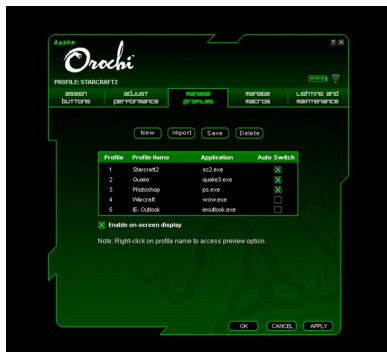 RAZER
Orochi
? X
PROFILE: STARCRAFT2
assign buttons
adjust performance
manage profiles
manage macros
Lighting and maintenance
New Import Save Delete
Profile Profile Name Application Auto Switch
1 Starcraft2 sc2.exe
2 Quake quake3.exe
3 Photoshop ps.exe
4 Warcraft wow.exe
5 IE- Outlook ieoutlook.exe
Enable on-screen display
Note: Right-click on profile name to access preview option.
OK CANCEL APPLY